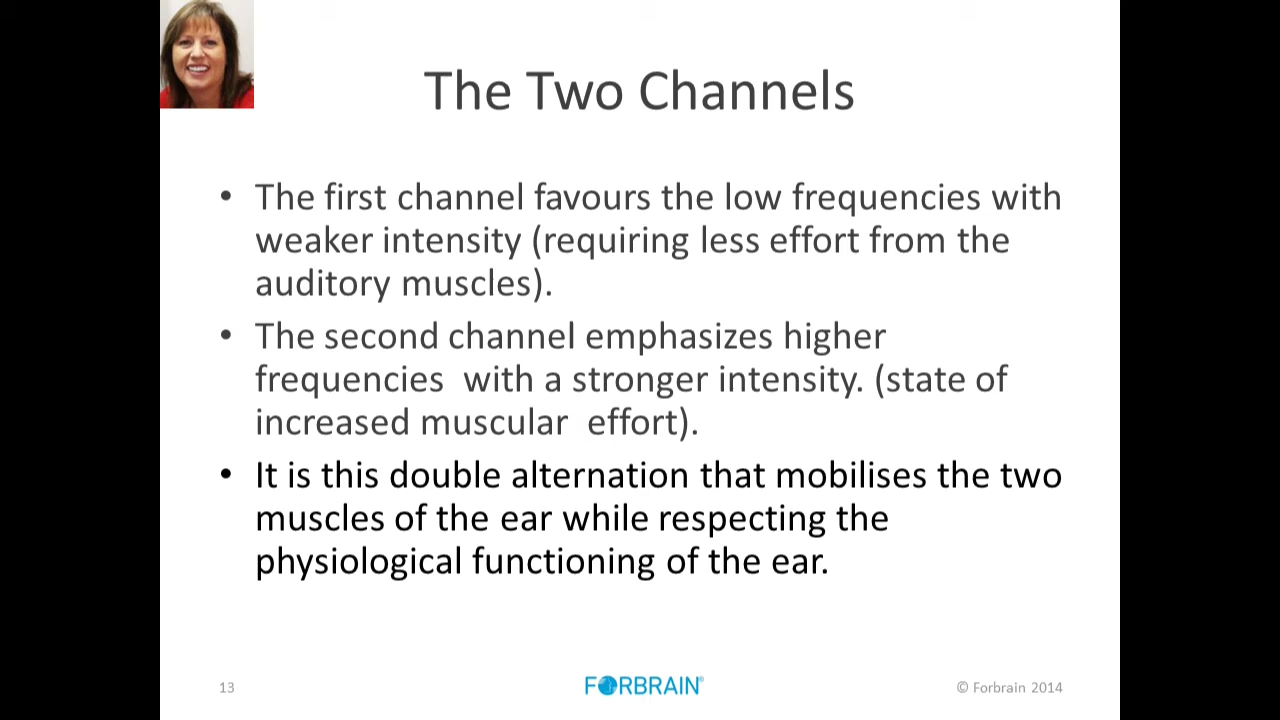 The Two Channels
• The first channel favours the low frequencies with
weaker intensity (requiring less effort from the
auditory muscles).
• The second channel emphasizes higher
frequencies  with a stronger intensity. (state of
increased muscular  effort).
• It is this double alternation that mobilises the two
muscles of the ear while respecting the
physiological functioning of the ear.
13
FORBRAIN®
© Forbrain 2014